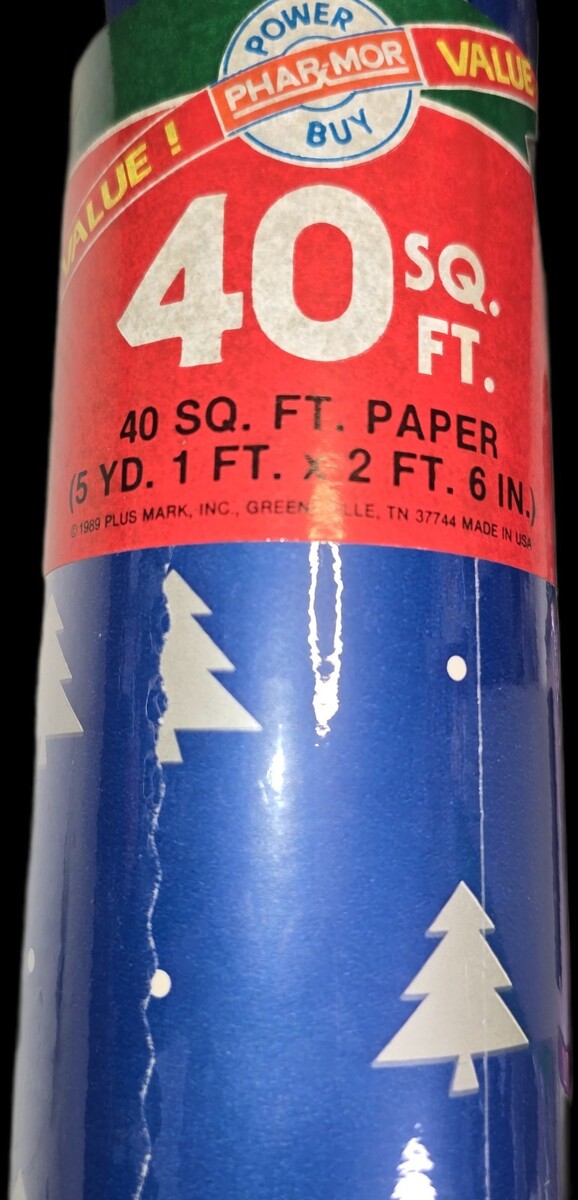 POWER
PHAR-MOR
BUY
VALUE
VALUE !
40 SQ.
FT.
40 SQ. FT. PAPER
(5 YD. 1 FT. x 2 FT. 6 IN.)
©1989 PLUS MARK, INC., GREENEVILLE, TN 37744 MADE IN USA